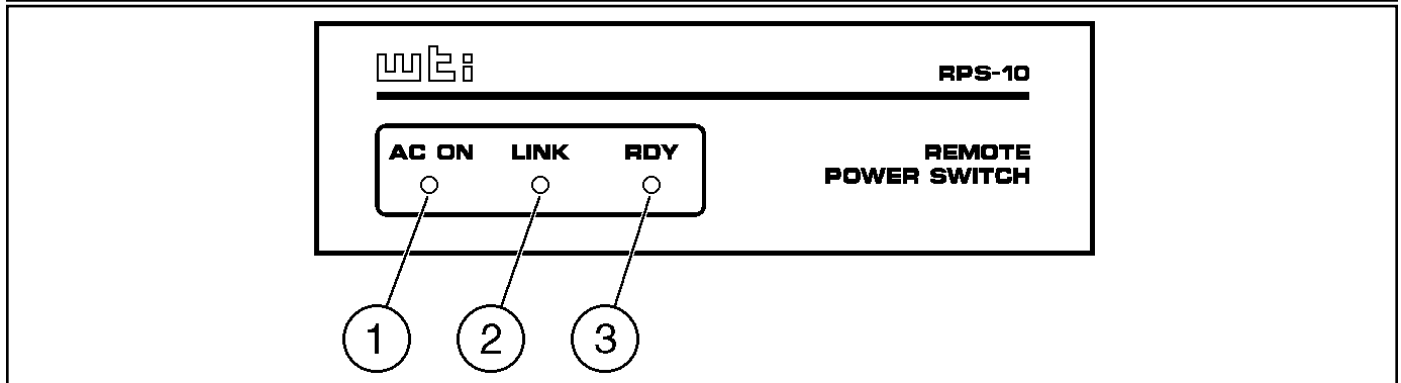 wti
RPS-10
AC ON LINK RDY
REMOTE
POWER SWITCH
1 2 3